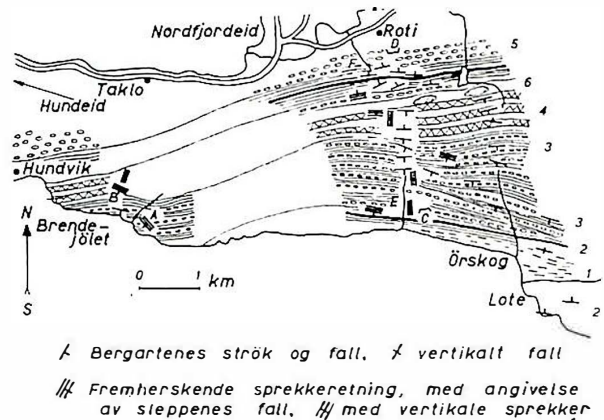 Nordfjordeid
Roti
D
5
F
Taklo
6
Hundeid
4
3
Hundvik
B
A
E
C
N
Brende-
jölet
3
Örskog
2
0 1
km
1
S
Lote
2
Bergartenes strök og fall, vertikalt fall
Fremherskende sprekkeretning, med angivelse
av sleppenes fall, med vertikale sprekker